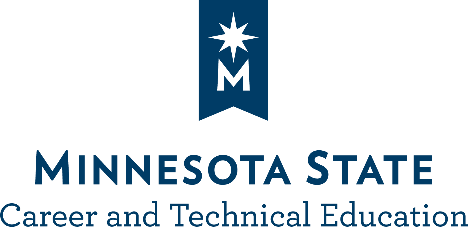 M
MINNESOTA STATE
Career and Technical Education